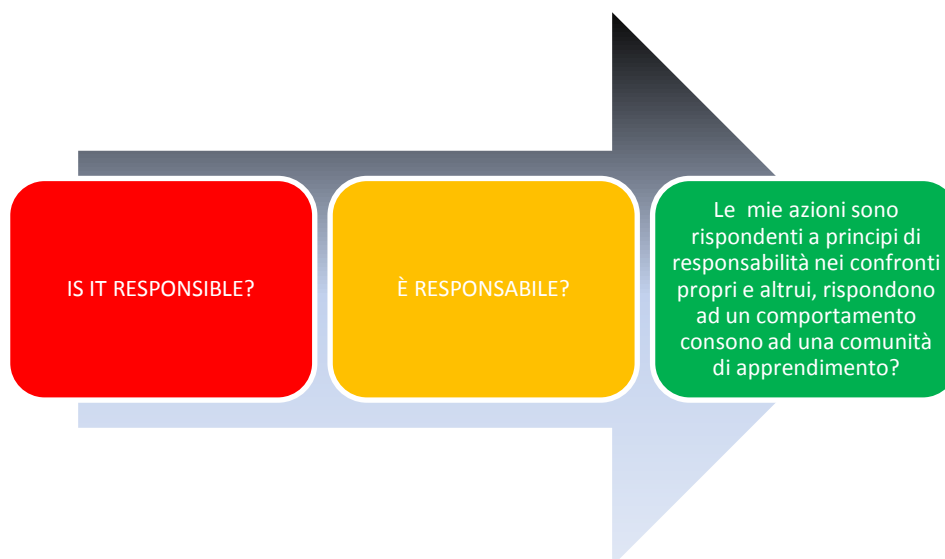 IS IT RESPONSIBLE?
È RESPONSABILE?
Le mie azioni sono
rispondenti a principi di
responsabilità nei confronti
propri e altrui, rispondono
ad un comportamento
consono ad una comunità
di apprendimento?